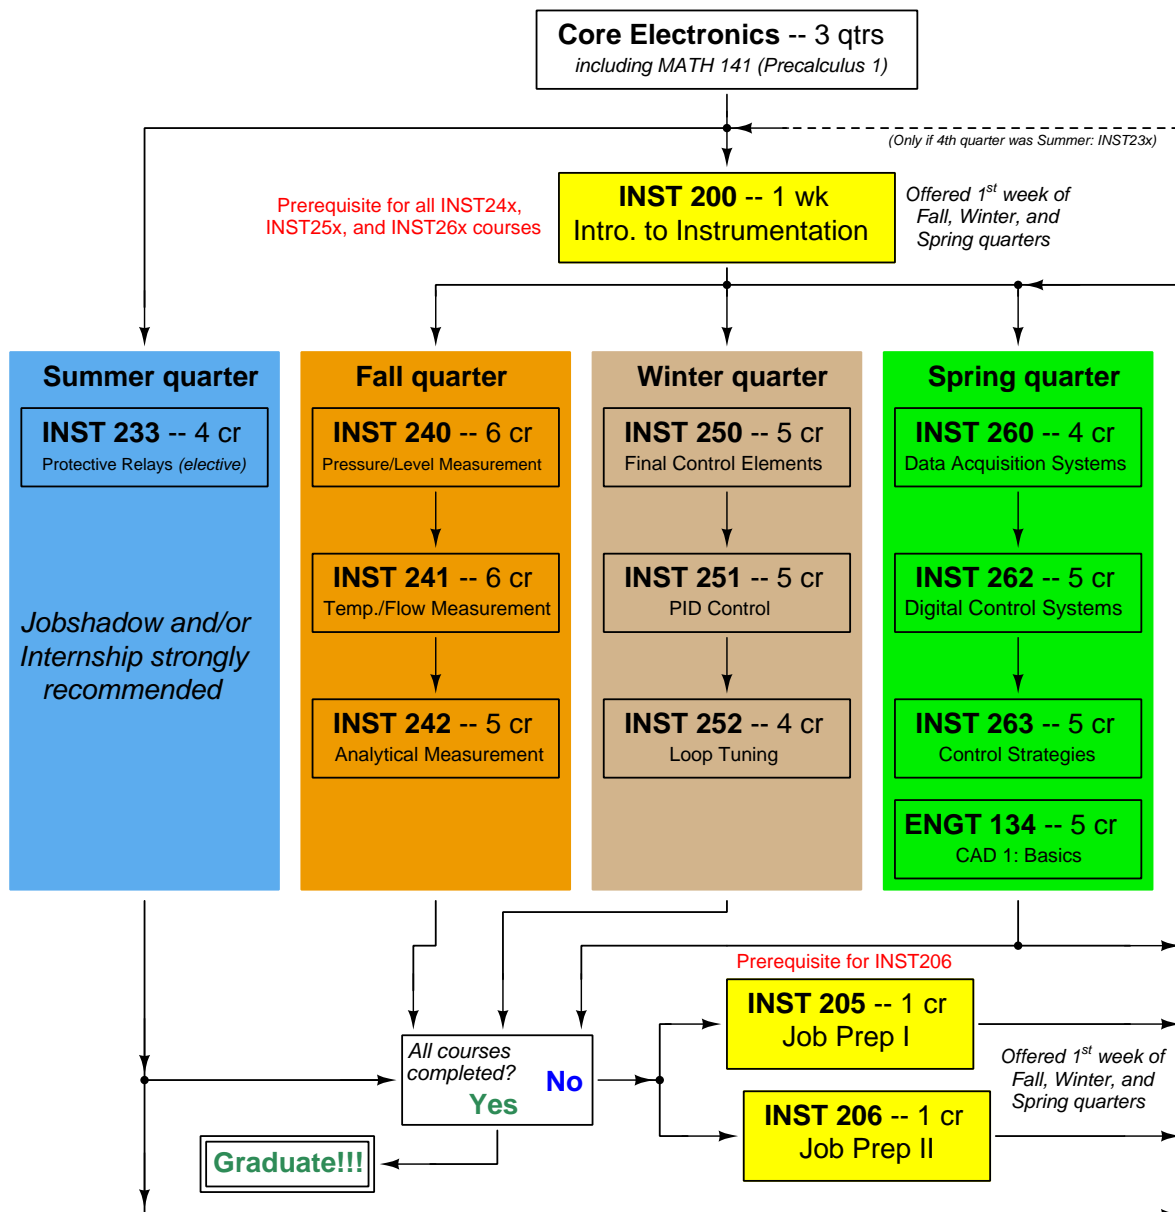 Core Electronics -- 3 qtrs
including MATH 141 (Precalculus 1)
(Only if 4th quarter was Summer: INST23x)
Prerequisite for all INST24x,
INST25x, and INST26x courses
INST 200 -- 1 wk
Intro. to Instrumentation
Offered 1st week of
Fall, Winter, and
Spring quarters
Summer quarter
INST 233 -- 4 cr
Protective Relays (elective)
Jobshadow and/or
Internship strongly
recommended
Fall quarter
INST 240 -- 6 cr
Pressure/Level Measurement
INST 241 -- 6 cr
Temp./Flow Measurement
INST 242 -- 5 cr
Analytical Measurement
Winter quarter
INST 250 -- 5 cr
Final Control Elements
INST 251 -- 5 cr
PID Control
INST 252 -- 4 cr
Loop Tuning
Spring quarter
INST 260 -- 4 cr
Data Acquisition Systems
INST 262 -- 5 cr
Digital Control Systems
INST 263 -- 5 cr
Control Strategies
ENGT 134 -- 5 cr
CAD 1: Basics
Prerequisite for INST206
INST 205 -- 1 cr
Job Prep I
All courses
completed?
No
Yes
Offered 1st week of
Fall, Winter, and
Spring quarters
INST 206 -- 1 cr
Job Prep II
Graduate!!!